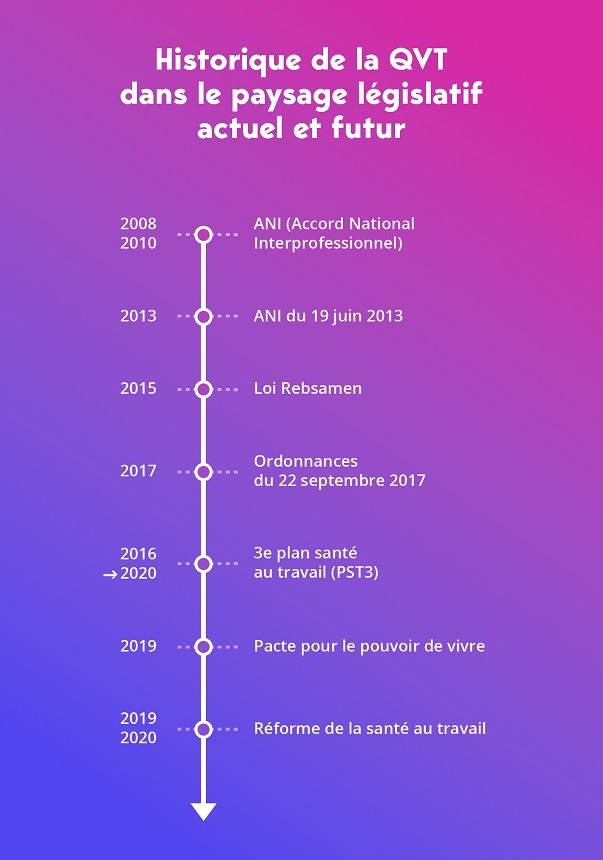 Historique de la QVT
dans le paysage législatif
actuel et futur
2008
2010
ANI (Accord National
Interprofessionnel)
2013
ANI du 19 juin 2013
2015
Loi Rebsamen
2017
Ordonnances
du 22 septembre 2017
2016
→2020
3e plan santé
au travail (PST3)
2019
Pacte pour le pouvoir de vivre
2019
2020
Réforme de la santé au travail